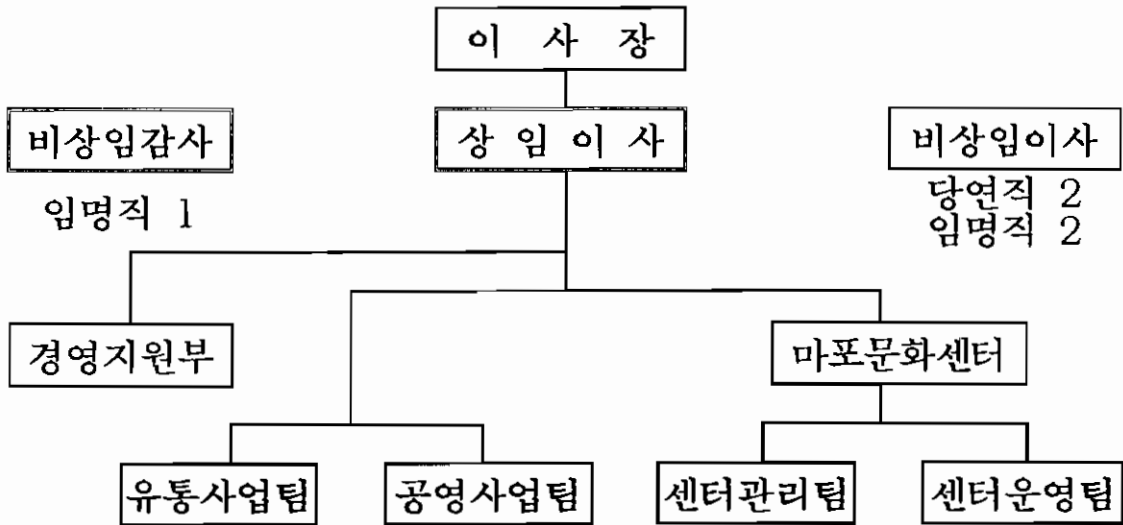 이 사 장
비상임감사
상 임 이 사
비상임이사
임명직 1
당연직 2
임명직 2
경영지원부
마포문화센터
유통사업팀
공영사업팀
센터관리팀
센터운영팀